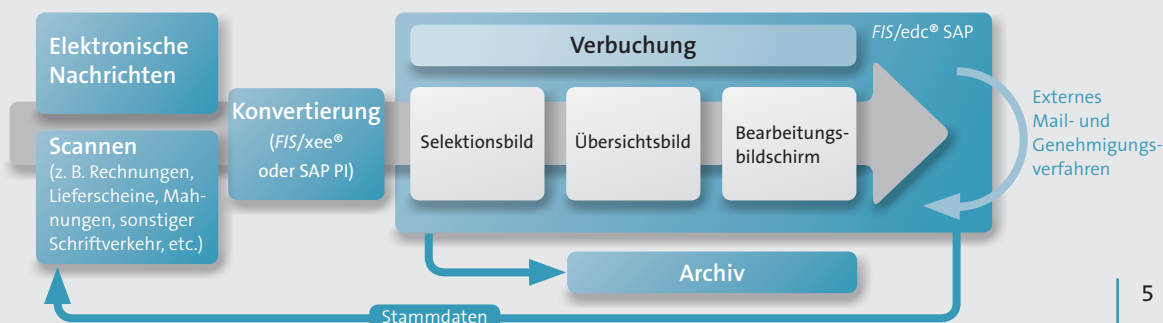 Elektronische
Nachrichten
Scannen
(z. B. Rechnungen,
Lieferscheine, Mah-
nungen, sonstiger
Schriftverkehr, etc.)
Konvertierung
(FIS/xee®
oder SAP PI)
FIS/edc® SAP
Verbuchung
Selektionsbild
Übersichtsbild
Bearbeitungs-
bildschirm
Externes
Mail- und
Genehmigungs-
verfahren
Archiv
Stammdaten
5